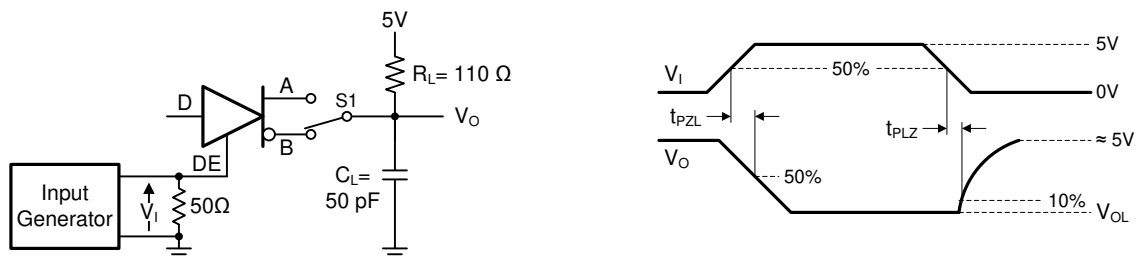 5V
R_L= 110 Ω
A
S1
D
V_O
B
DE
C_L=
50 pF
Input
Generator
V_I
50Ω
5V
V_I
50%
0V
t_PZL
t_PLZ
V_O
≈ 5V
50%
10%
V_OL